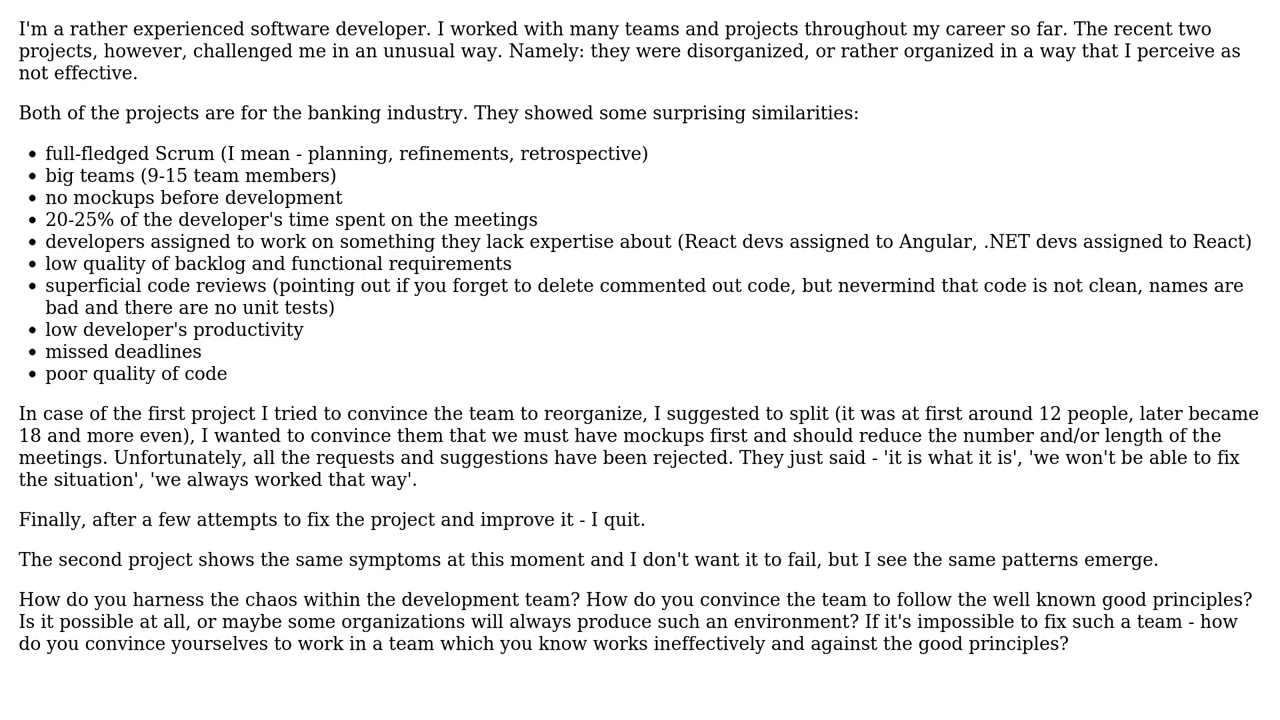 I'm a rather experienced software developer. I worked with many teams and projects throughout my career so far. The recent two
projects, however, challenged me in an unusual way. Namely: they were disorganized, or rather organized in a way that I perceive as
not effective.
Both of the projects are for the banking industry. They showed some surprising similarities:
• full-fledged Scrum (I mean - planning, refinements, retrospective)
• big teams (9-15 team members)
• no mockups before development
• 20-25% of the developer's time spent on the meetings
• developers assigned to work on something they lack expertise about (React devs assigned to Angular, .NET devs assigned to React)
• low quality of backlog and functional requirements
• superficial code reviews (pointing out if you forget to delete commented out code, but nevermind that code is not clean, names are
bad and there are no unit tests)
• low developer's productivity
• missed deadlines
• poor quality of code
In case of the first project I tried to convince the team to reorganize, I suggested to split (it was at first around 12 people, later became
18 and more even), I wanted to convince them that we must have mockups first and should reduce the number and/or length of the
meetings. Unfortunately, all the requests and suggestions have been rejected. They just said - 'it is what it is', 'we won't be able to fix
the situation', 'we always worked that way'.
Finally, after a few attempts to fix the project and improve it - I quit.
The second project shows the same symptoms at this moment and I don't want it to fail, but I see the same patterns emerge.
How do you harness the chaos within the development team? How do you convince the team to follow the well known good principles?
Is it possible at all, or maybe some organizations will always produce such an environment? If it's impossible to fix such a team - how
do you convince yourselves to work in a team which you know works ineffectively and against the good principles?